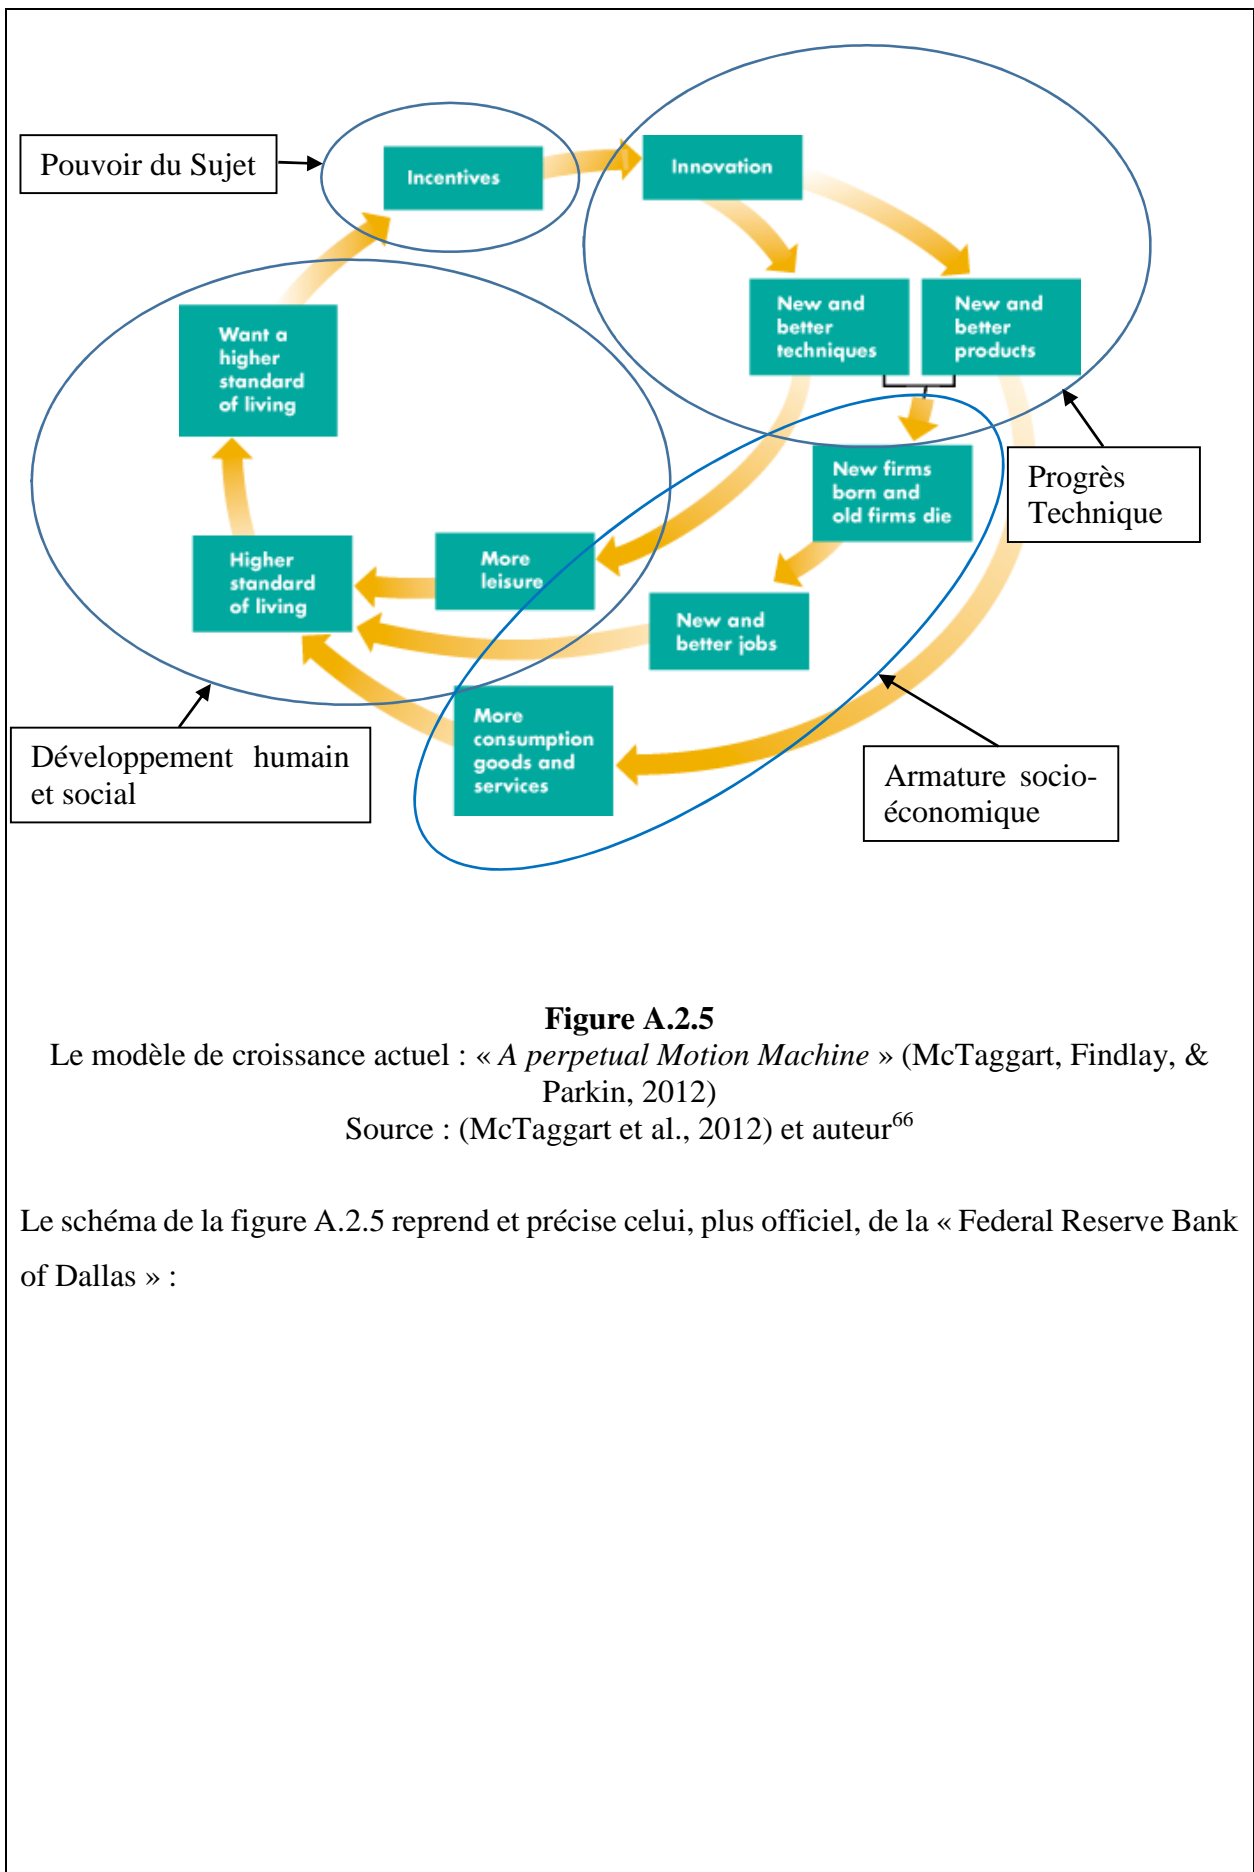 Pouvoir du Sujet
Incentives
Innovation
New and
better
techniques
New and
better
products
Want a
higher
standard
of living
New firms
born and
old firms die
Progrès
Technique
Higher
standard
of living
More
leisure
New and
better jobs
More
consumption
goods and
services
Développement humain
et social
Armature socio-
économique
Figure A.2.5
Le modèle de croissance actuel : « A perpetual Motion Machine » (McTaggart, Findlay, &
Parkin, 2012)
Source : (McTaggart et al., 2012) et auteur66
Le schéma de la figure A.2.5 reprend et précise celui, plus officiel, de la « Federal Reserve Bank
of Dallas » :